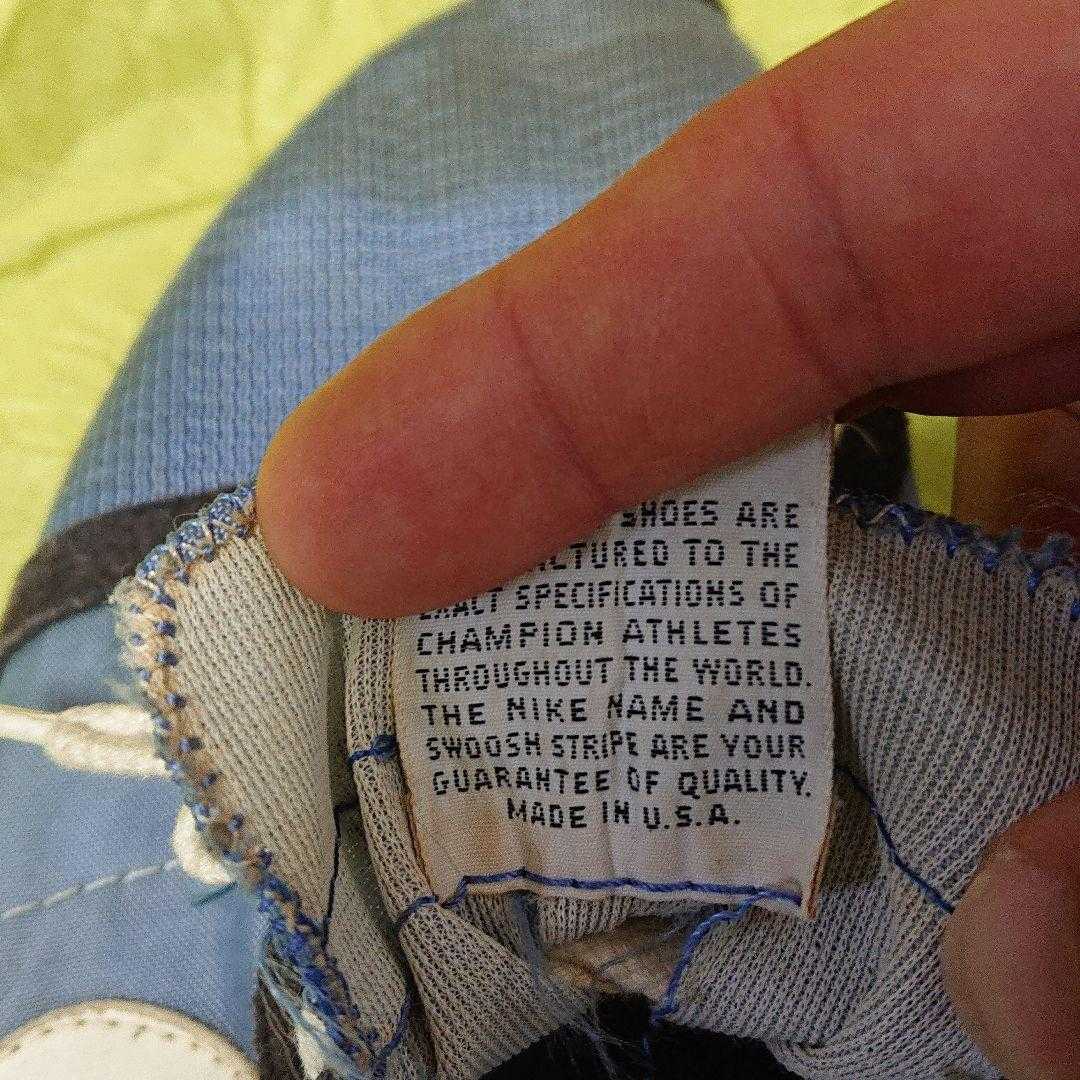 SHOES ARE
TO THE
EXACT SPECIFICATIONS OF
CHAMPION ATHLETES
THROUGHOUT THE WORLD.
THE NIKE NAME AND
SWOOSH STRIPE ARE YOUR
GUARANTEE OF QUALITY.
MADE IN U.S.A.